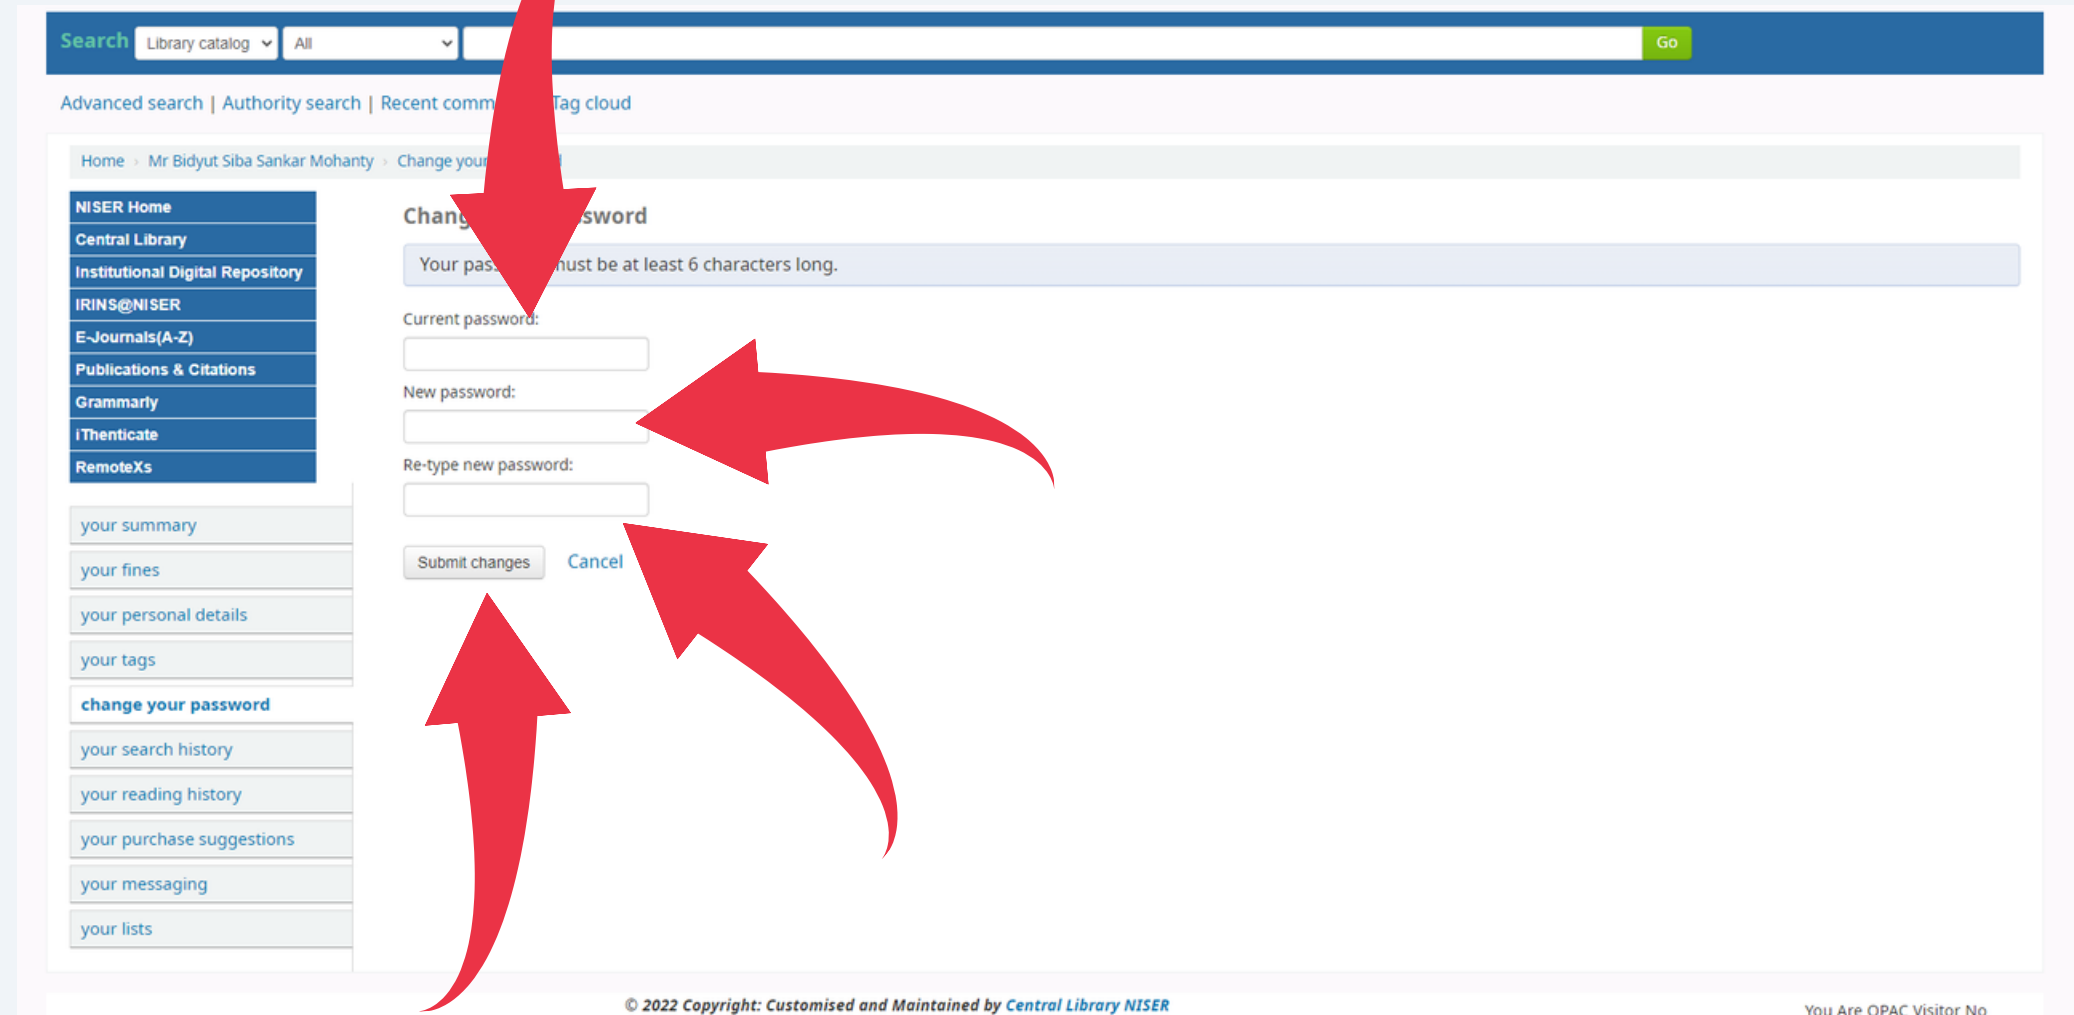 Search Library catalog All Go
Advanced search | Authority search | Recent comm Tag cloud
Home › Mr Bidyut Siba Sankar Mohanty › Change your
NISER Home
Central Library
Institutional Digital Repository
IRINS@NISER
E-Journals(A-Z)
Publications & Citations
Grammarly
iThenticate
RemoteXs
your summary
your fines
your personal details
your tags
change your password
your search history
your reading history
your purchase suggestions
your messaging
your lists
Chang sword
Your pas must be at least 6 characters long.
Current password:
New password:
Re-type new password:
Submit changes Cancel
© 2022 Copyright: Customised and Maintained by Central Library NISER
You Are OPAC Visitor No